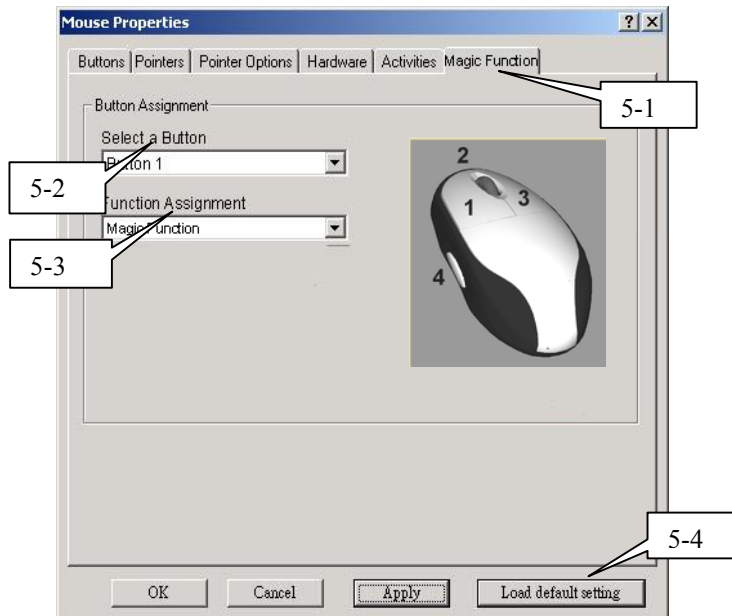 Mouse Properties
? X
Buttons Pointers Pointer Options Hardware Activities Magic Function
5-1
Button Assignment
Select a Button
Button 1
5-2
Function Assignment
Magic Function
5-3
2
1
3
4
5-4
OK Cancel Apply Load default setting